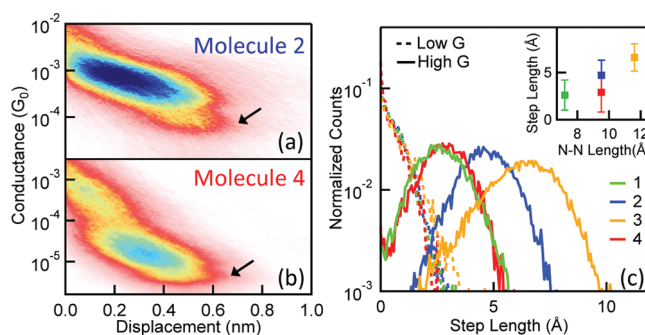 10⁻²
10⁻³
10⁻⁴
Molecule 2
(a)
Conductance (G₀)
10⁻³
10⁻⁴
10⁻⁵
Molecule 4
(b)
0.0 0.2 0.4 0.6 0.8 1.0
Displacement (nm)
Normalized Counts
10⁻¹
10⁻²
10⁻³
Low G
High G
Step Length (Å)
5
0
8 10 12
N-N Length(Å
1
2
3
4
(c)
0 5 10
Step Length (Å)